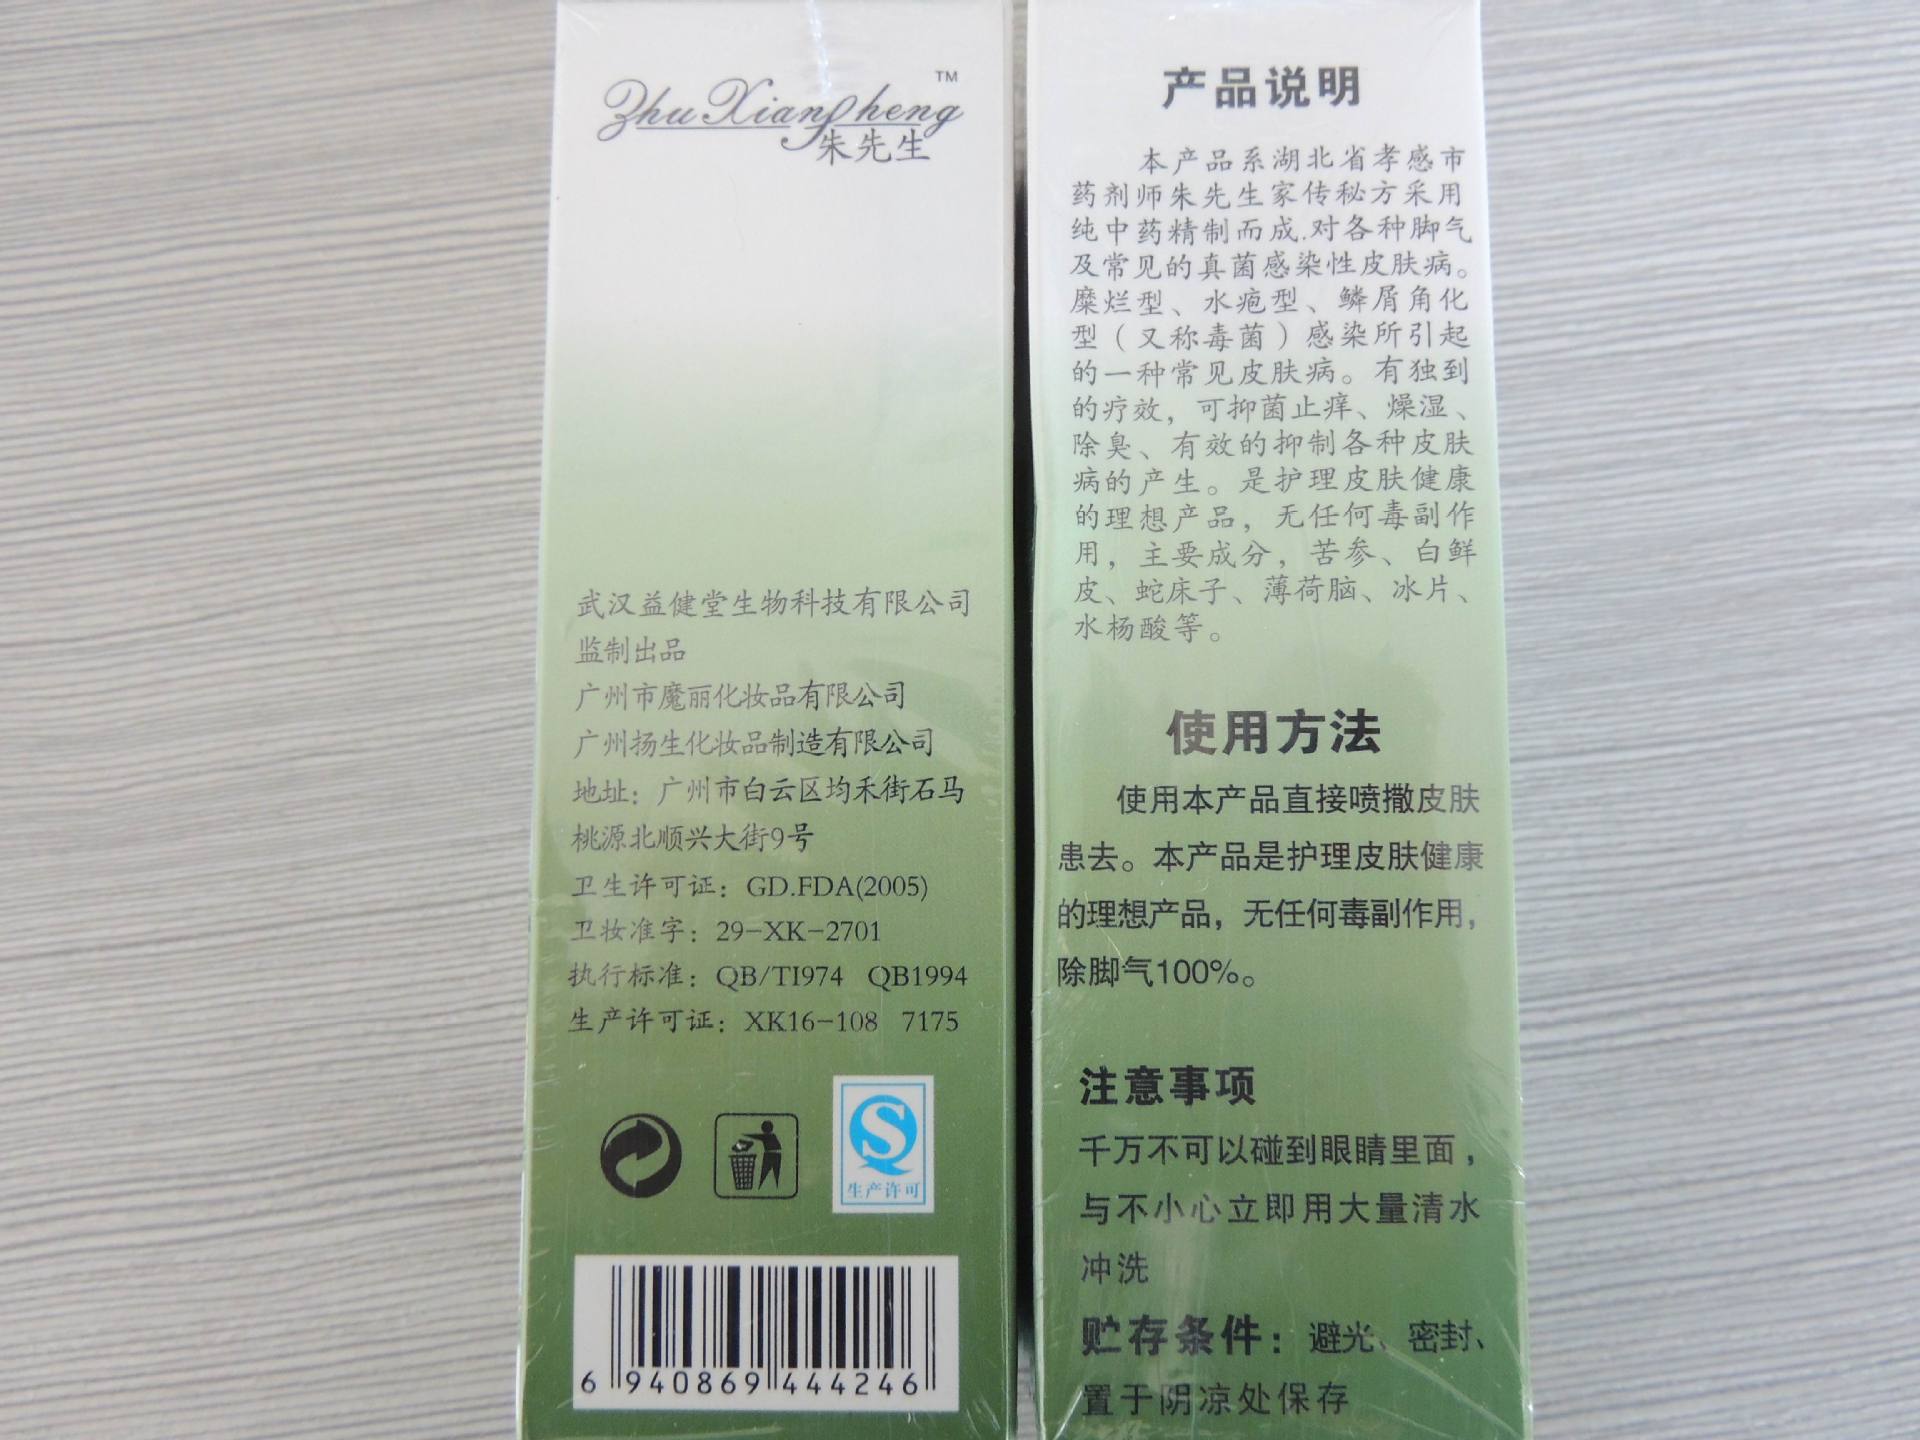 Zhu Xiansheng TM
朱先生
武汉益健堂生物科技有限公司
监制出品
广州市魔丽化妆品有限公司
广州扬生化妆品制造有限公司
地址：广州市白云区均禾街石马
桃源北顺兴大街9号
卫生许可证：GD.FDA(2005)
卫妆准字：29-XK-2701
执行标准：QB/TI974 QB1994
生产许可证：XK16-108 7175
生产许可
6 940869 444246
产品说明
本产品系湖北省孝感市
药剂师朱先生家传秘方采用
纯中药精制而成.对各种脚气
及常见的真菌感染性皮肤病。
糜烂型、水疱型、鳞屑角化
型（又称毒菌）感染所引起
的一种常见皮肤病。有独到
的疗效，可抑菌止痒、燥湿、
除臭、有效的抑制各种皮肤
病的产生。是护理皮肤健康
的理想产品，无任何毒副作
用，主要成分，苦参、白鲜
皮、蛇床子、薄荷脑、冰片、
水杨酸等。
使用方法
使用本产品直接喷撒皮肤
患去。本产品是护理皮肤健康
的理想产品，无任何毒副作用，
除脚气100%。
注意事项
千万不可以碰到眼睛里面，
与不小心立即用大量清水
冲洗
贮存条件：避光、密封、
置于阴凉处保存